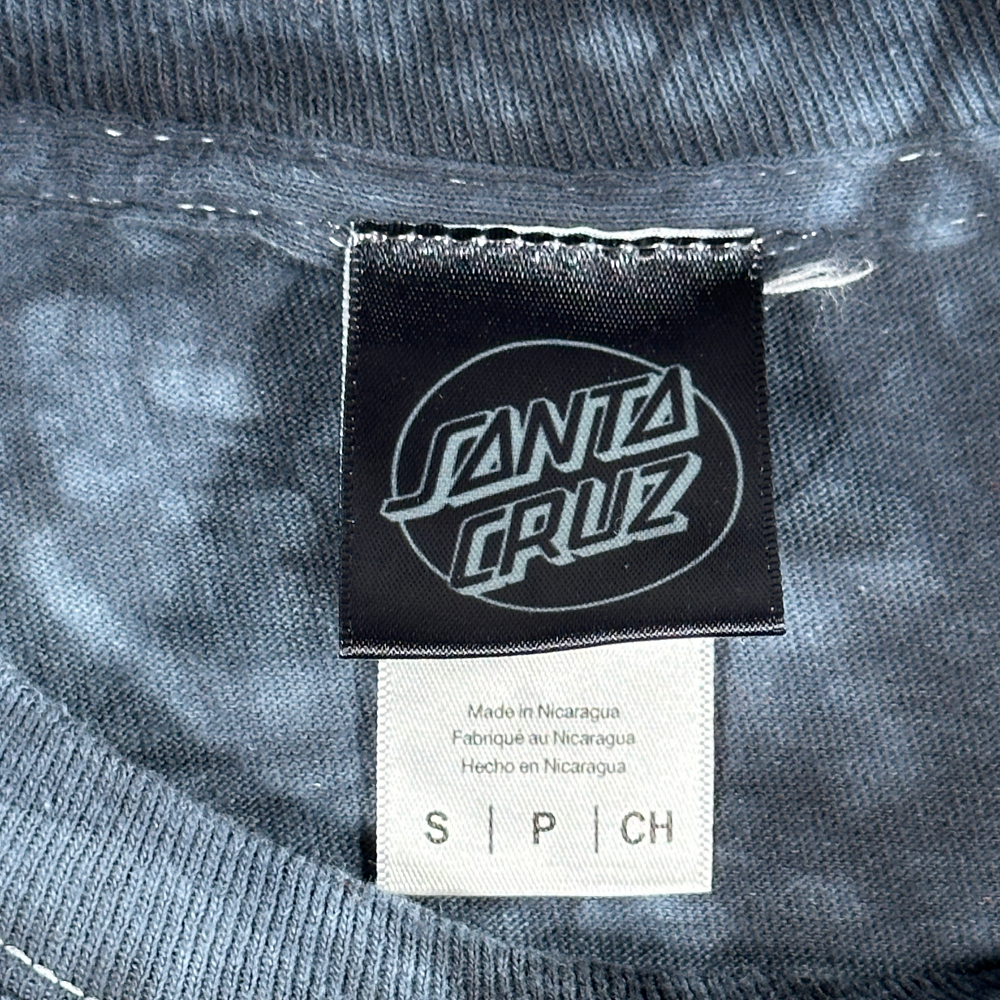 SANTA
CRUZ
Made in Nicaragua
Fabriqué au Nicaragua
Hecho en Nicaragua
S | P | CH